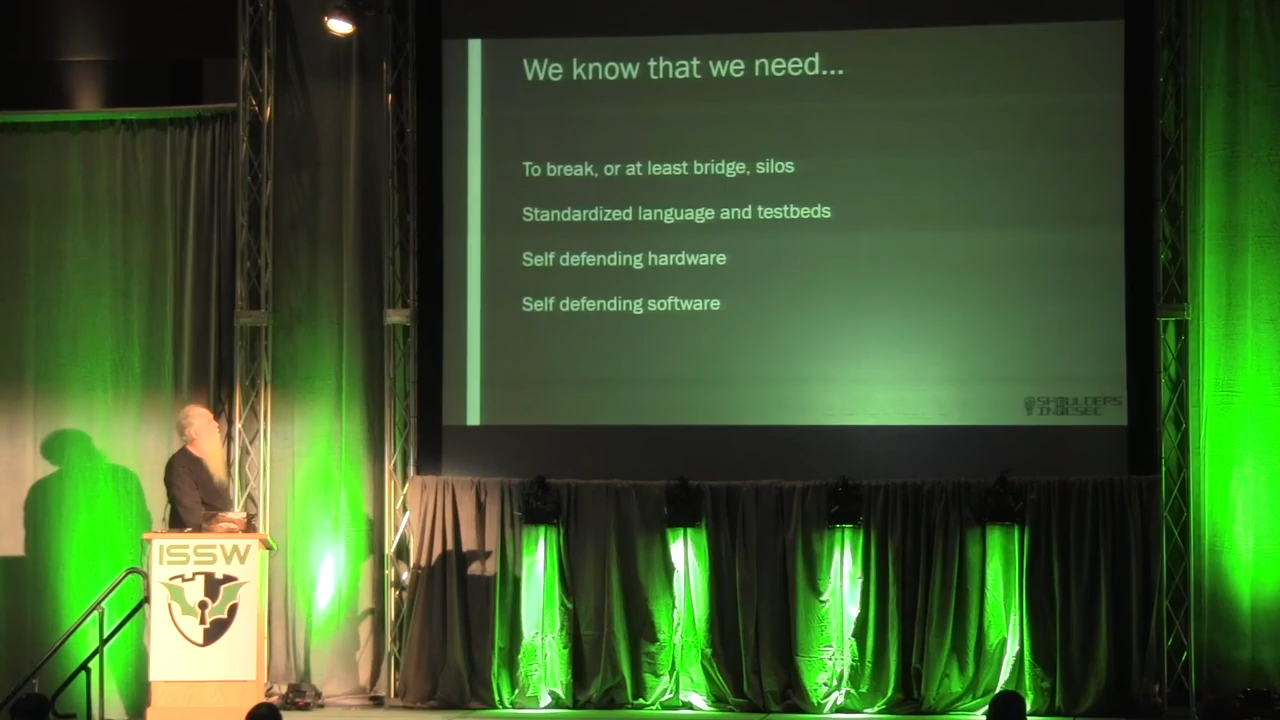 We know that we need...
To break, or at least bridge, silos
Standardized language and testbeds
Self defending hardware
Self defending software
SHOULDERS
INFOSEC
ISSW